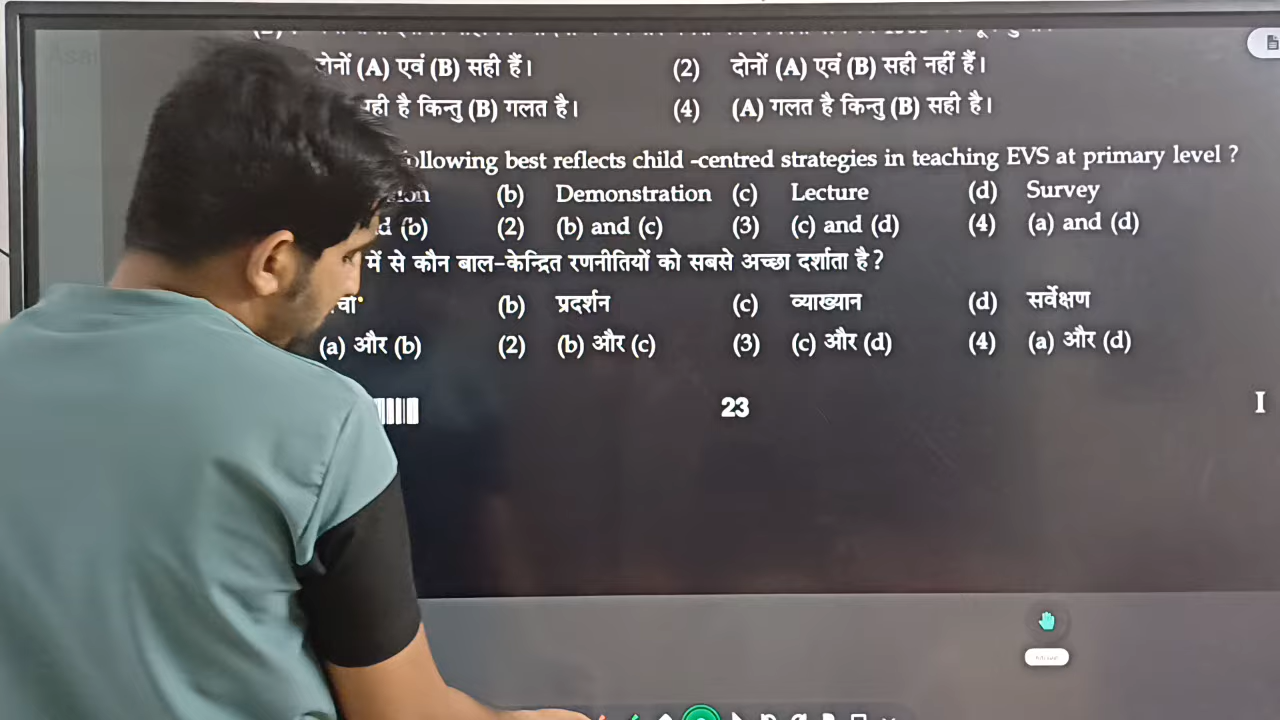 दोनों (A) एवं (B) सही हैं। (2) दोनों (A) एवं (B) सही नहीं हैं।
है किन्तु (B) गलत है। (4) (A) गलत है किन्तु (B) सही है।
following best reflects child -centred strategies in teaching EVS at primary level ?
(b) Demonstration (c) Lecture (d) Survey
(b) (2) (b) and (c) (3) (c) and (d) (4) (a) and (d)
में से कौन बाल-केन्द्रित रणनीतियों को सबसे अच्छा दर्शाता है ?
(b) प्रदर्शन (c) व्याख्यान (d) सर्वेक्षण
(a) और (b) (2) (b) और (c) (3) (c) और (d) (4) (a) और (d)
23 I